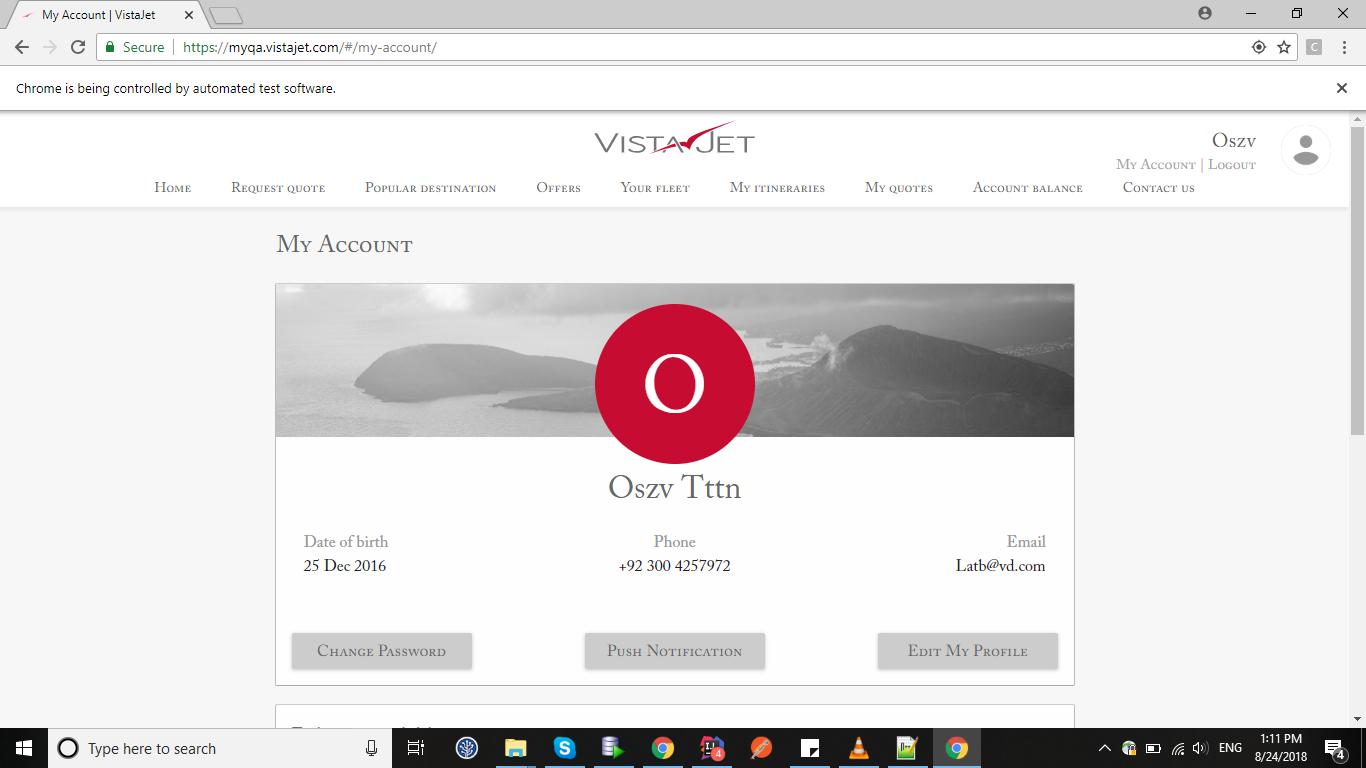 My Account | VistaJet
Secure
https://myqa.vistajet.com/#/my-account/
C
Chrome is being controlled by automated test software.
VistaJet
Oszv
My Account | Logout
Home Request quote Popular destination Offers Your fleet My itineraries My quotes Account balance Contact us
My Account
O
Oszv Tttn
Date of birth Phone Email
25 Dec 2016 +92 300 4257972 Latb@vd.com
Change Password Push Notification Edit My Profile
Type here to search
4
ENG
1:11 PM
8/24/2018
4